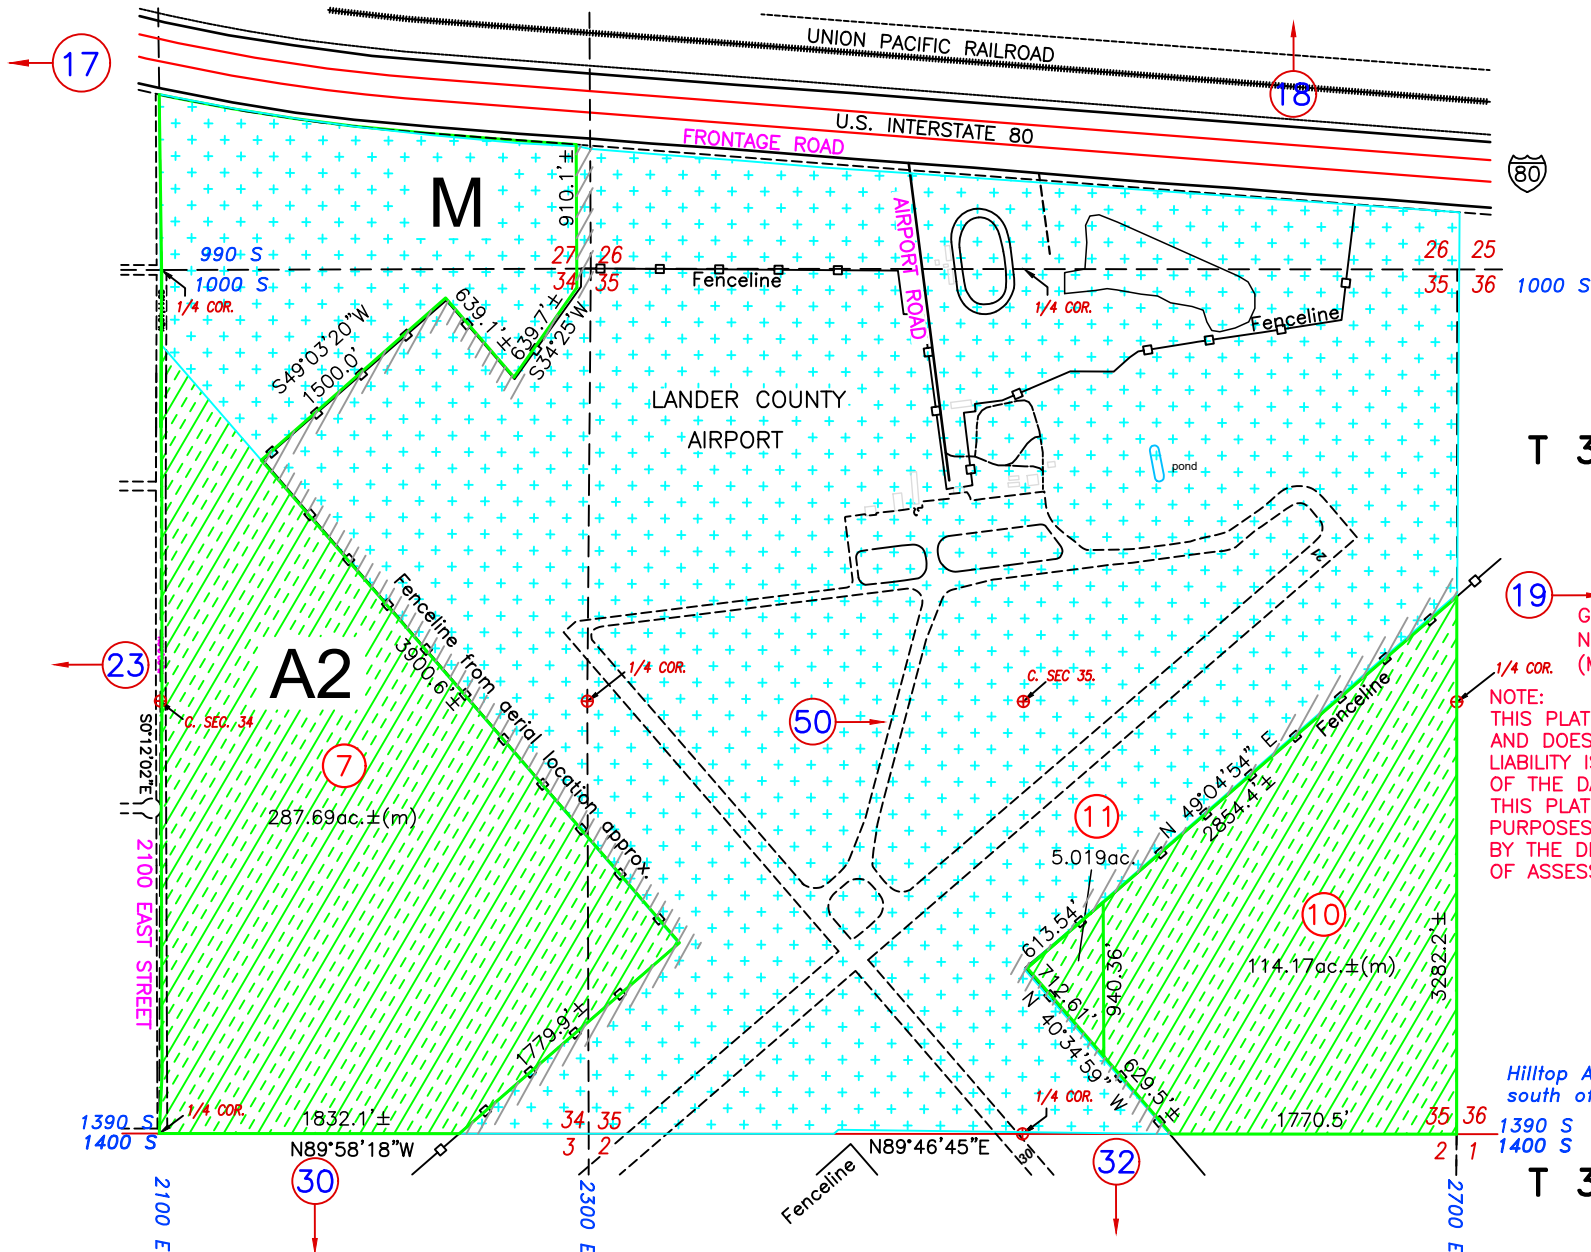 UNION PACIFIC RAILROAD
17
18
U.S. INTERSTATE 80
FRONTAGE ROAD
80
M
910.1'±
AIRPORT ROAD
990 S
1000 S
27 26
34 35
26 25
35 36
1000 S
1/4 COR.
Fenceline
1/4 COR.
Fenceline
639.1'±
639.7'±
S34°25'W
S49°03'20"W
1500.0'
LANDER COUNTY
AIRPORT
T 3
pond
21
Fenceline from aerial location approx.
3900.6'±
19
G
N
(M
23
A2
1/4 COR.
C. SEC 35.
1/4 COR.
C. SEC. 34
S0°12'02"E
50
Fenceline
NOTE:
THIS PLAT
AND DOES
LIABILITY IS
OF THE DA
THIS PLAT
PURPOSES
BY THE DE
OF ASSESS
7
287.69ac.±(m)
N 49°04'54" E
2854.4'±
11
5.019ac.
2100 EAST STREET
10
114.17ac.±(m)
3282.2'±
613.54'
712.61'
940.36'
N 40°34'59" W
629.5'±
1779.9'±
Hilltop A
south of
1390 S
1400 S
1/4 COR.
1832.1'±
N89°58'18"W
34 35
3 2
1/4 COR.
N89°46'45"E
1770.5'
35 36
2 1
1390 S
1400 S
30
Fenceline
32
T 3
2100 E
2300 E
2700 E